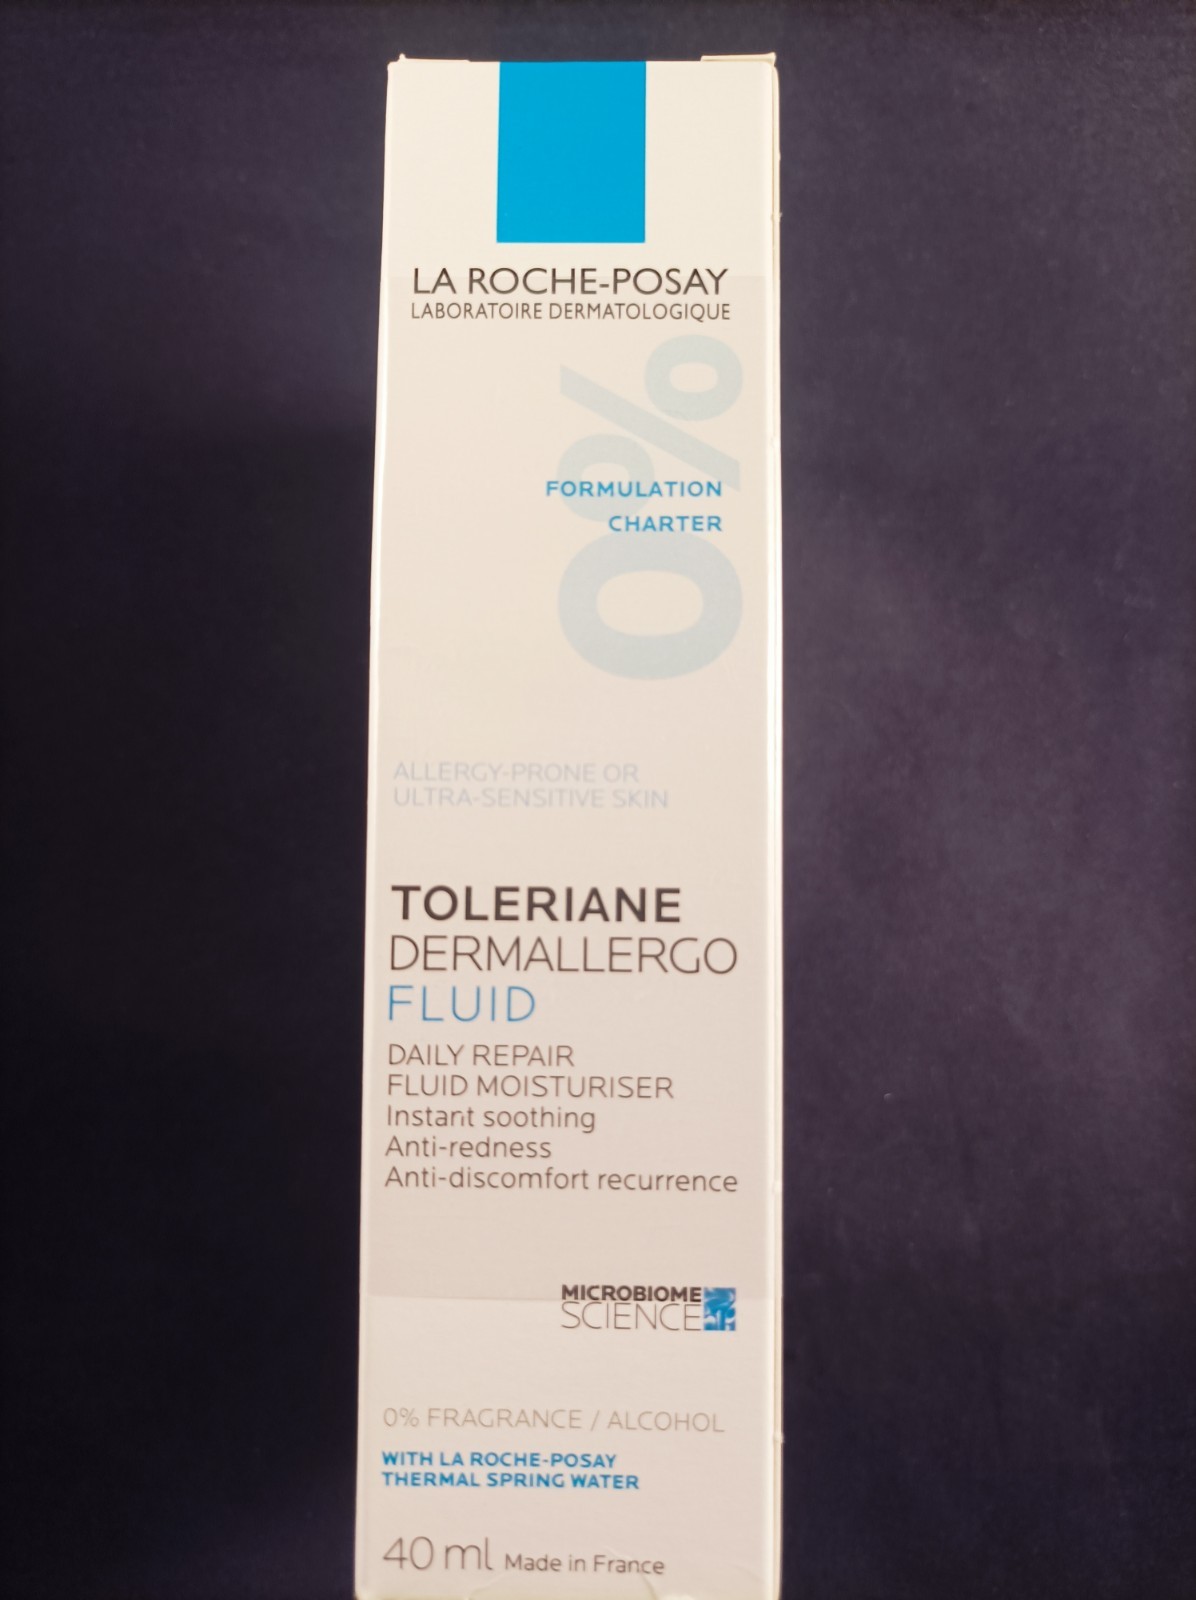 LA ROCHE-POSAY
LABORATOIRE DERMATOLOGIQUE
0%
FORMULATION
CHARTER
ALLERGY-PRONE OR
ULTRA-SENSITIVE SKIN
TOLERIANE
DERMALLERGO
FLUID
DAILY REPAIR
FLUID MOISTURISER
Instant soothing
Anti-redness
Anti-discomfort recurrence
MICROBIOME
SCIENCE
0% FRAGRANCE / ALCOHOL
WITH LA ROCHE-POSAY
THERMAL SPRING WATER
40 ml Made in France